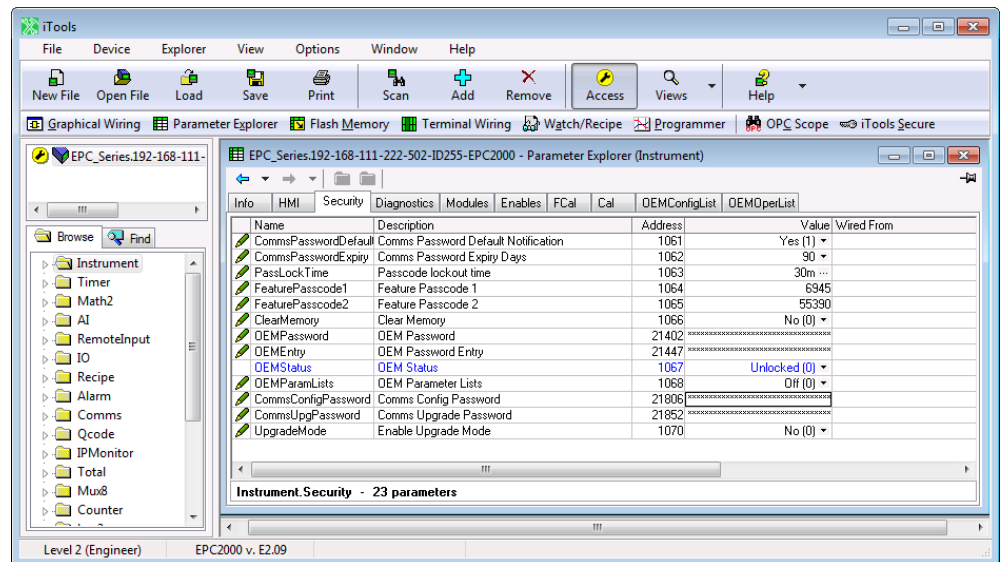 iTools
File Device Explorer View Options Window Help
New File Open File Load Save Print Scan Add Remove Access Views Help
Graphical Wiring Parameter Explorer Flash Memory Terminal Wiring Watch/Recipe Programmer OPC Scope iTools Secure
EPC_Series.192-168-111-
EPC_Series.192-168-111-222-502-ID255-EPC2000 - Parameter Explorer (Instrument)
Browse Find
Instrument
Timer
Math2
AI
RemoteInput
IO
Recipe
Alarm
Comms
Qcode
IPMonitor
Total
Mux8
Counter
Info HMI Security Diagnostics Modules Enables FCal Cal OEMConfigList OEMOperList
Name Description Address Value Wired From
CommsPasswordDefaul Comms Password Default Notification 1061 Yes (1)
CommsPasswordExpiry Comms Password Expiry Days 1062 90
PassLockTime Passcode lockout time 1063 30m ...
FeaturePasscode1 Feature Passcode 1 1064 6945
FeaturePasscode2 Feature Passcode 2 1065 55390
ClearMemory Clear Memory 1066 No (0)
OEMPassword OEM Password 21402
OEMEntry OEM Password Entry 21447
OEMStatus OEM Status 1067 Unlocked (0)
OEMParamLists OEM Parameter Lists 1068 Off (0)
CommsConfigPassword Comms Config Password 21806
CommsUpgPassword Comms Upgrade Password 21852
UpgradeMode Enable Upgrade Mode 1070 No (0)
Instrument.Security - 23 parameters
Level 2 (Engineer) EPC2000 v. E2.09